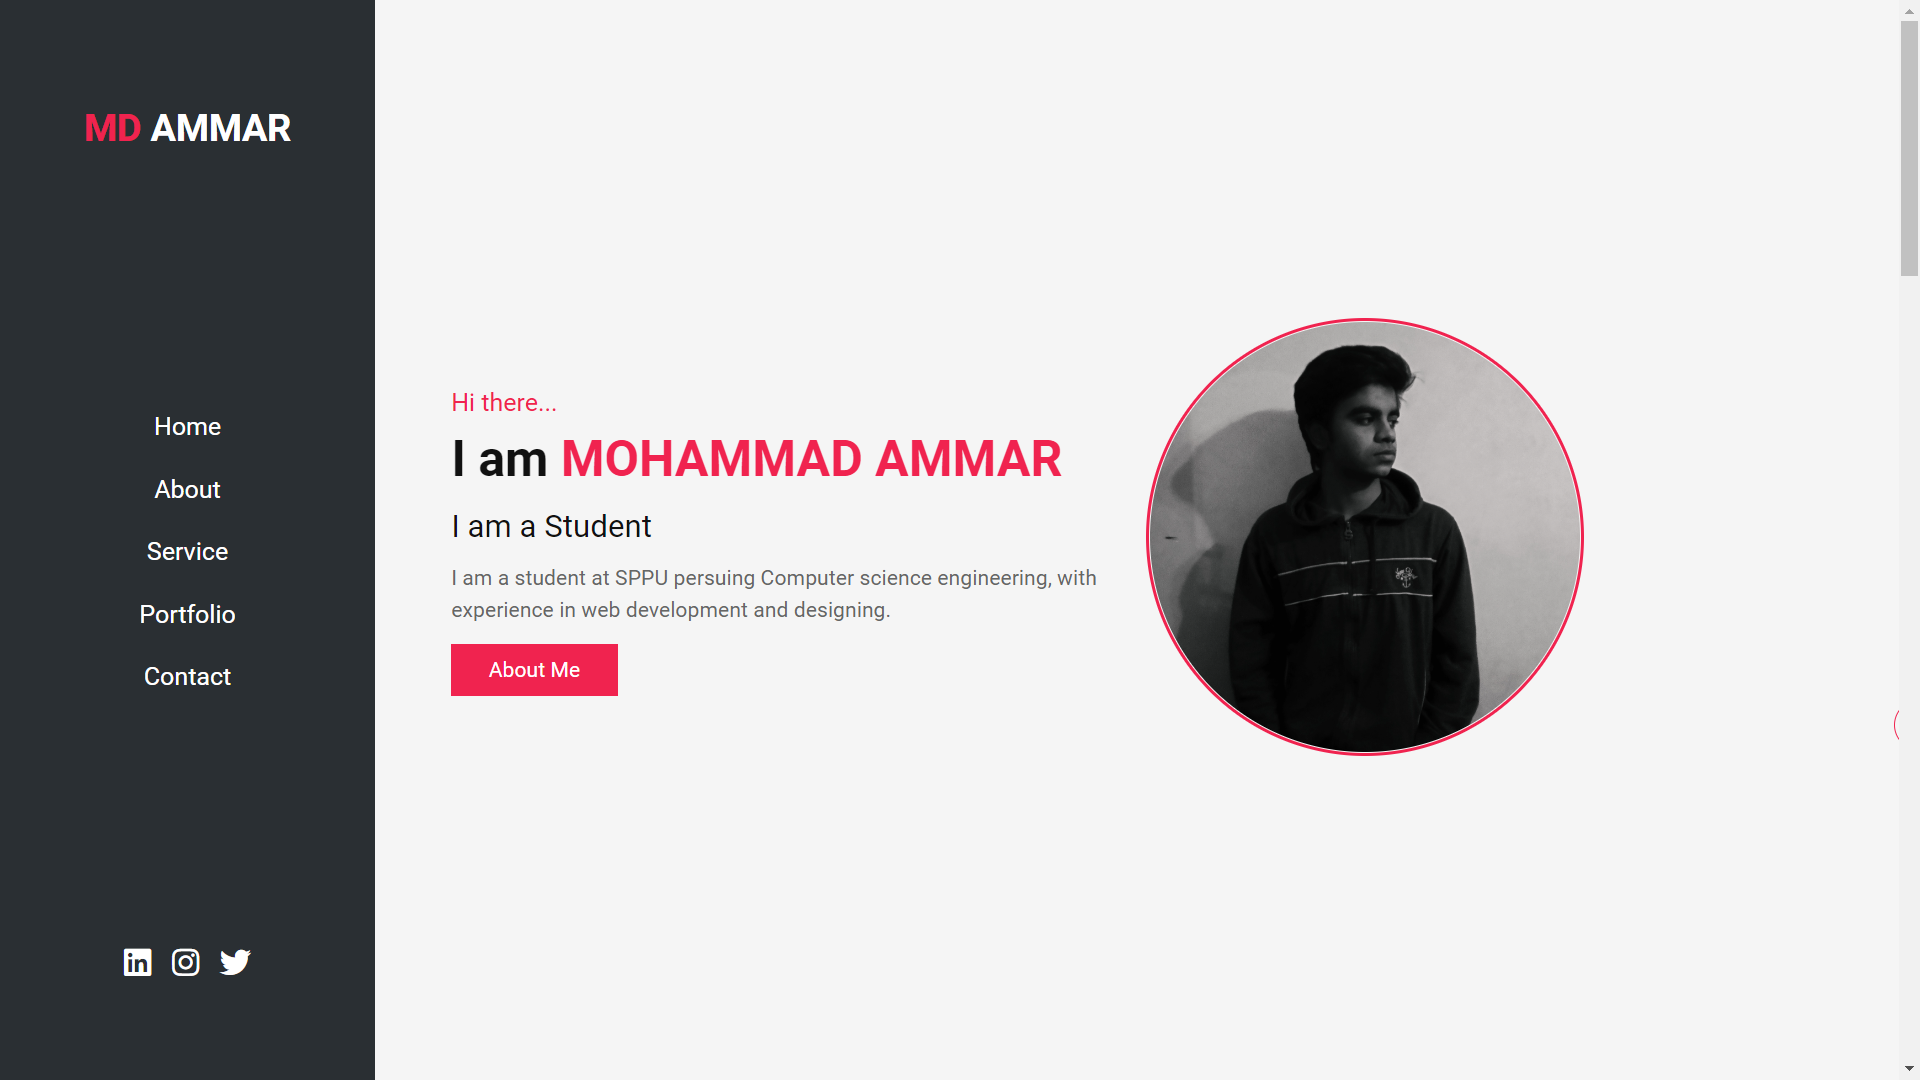 MD AMMAR
Home
About
Service
Portfolio
Contact
Hi there...
I am MOHAMMAD AMMAR
I am a Student
I am a student at SPPU persuing Computer science engineering, with
experience in web development and designing.
About Me